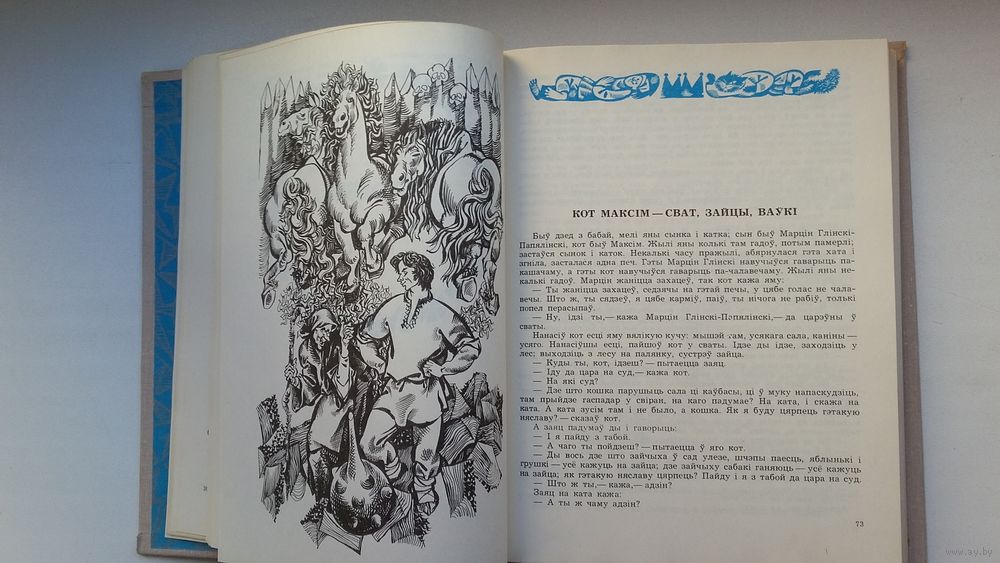 КОТ МАКСІМ — СВАТ, ЗАЙЦЫ, ВАЎКІ
Быў дзед з бабай, мелі яны сынка і катка; сын быў Марцін Глінскі-
Папялінскі, кот быў Максім. Жылі яны колькі там гадоў, потым памерлі;
застаўся сынок і каток. Некалькі часу пражылі, абярнулася гэта хата і
згніла, засталася адна печ. Гэты Марцін Глінскі навучыўся гаварыць па-
кашачаму, а гэты кот навучыўся гаварыць па-чалавечаму. Жылі яны не-
калькі гадоў. Марцін жаніцца захацеў, так кот кажа яму:
— Ты жаніцца захацеў, седзячы на гэтай печы, у цябе голас не чала-
вечы. Што ж, ты сядзеў, я цябе карміў, паіў, ты нічога не рабіў, толькі
попел перасыпаў.
— Ну, ідзі ты,— кажа Марцін Глінскі-Папялінскі,— да царэўны ў
сваты.
Нанасіў кот есці яму вялікую кучу: мышэй там, усякага сала, каніны —
усяго. Нанасіўшы есці, пайшоў кот у сваты. Ідзе ды ідзе, заходзіць у
лес; выходзіць з лесу на палянку, сустрэў зайца.
— Куды ты, кот, ідзеш? — пытаецца заяц.
— Іду да цара на суд,— кажа кот.
— На які суд?
— Дзе што кошка парушыць сала ці каўбасы, ці ў муку напаскудзіць,
там прыйдзе гаспадар у свіран, на каго падумае? На ката, і скажа на
ката. А ката зусім там і не было, а кошка. Як я буду цярпець гэтакую
няславу? — сказаў кот.
А заяц падумаў ды і гаворыць:
— І я пайду з табой.
— А чаго ты пойдзеш? — пытаецца ў яго кот.
— Ды вось дзе што зайчыха ў сад улезе, шчэпы паесць, яблынькі і
грушкі — усё кажуць на зайца; дзе зайчыху сабакі ганяюць — усё кажуць
на зайца; як гэтакую няславу цярпець? Пайду і я з табой да цара на суд.
— Што ж ты,— кажа,— адзін?
Заяц на ката кажа:
— А ты ж чаму адзін?
73
www.ay.by